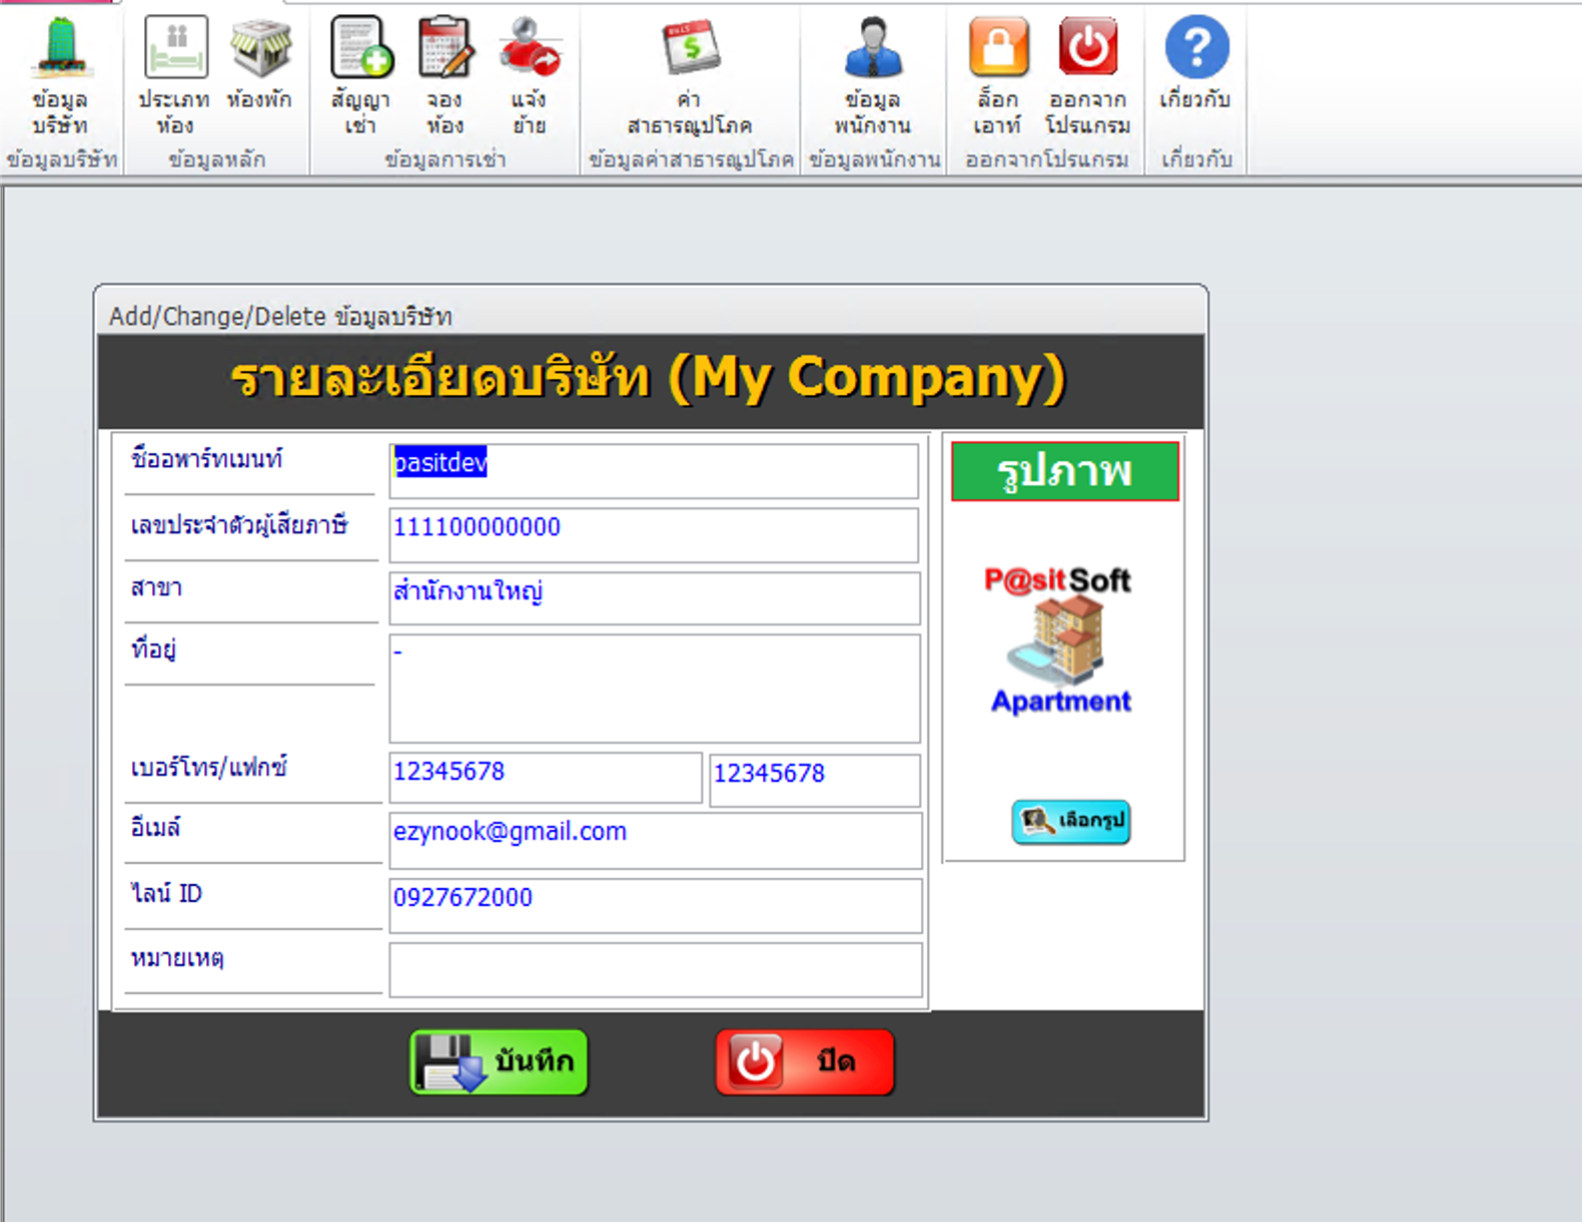 ข้อมูล
บริษัท
ประเภท
ห้อง
ห้องพัก
สัญญา
เช่า
จอง
ห้อง
แจ้ง
ย้าย
ค่า
สาธารณูปโภค
ข้อมูล
พนักงาน
ล็อก
เอาท์
ออกจาก
โปรแกรม
เกี่ยวกับ
ข้อมูลบริษัท
ข้อมูลหลัก
ข้อมูลการเช่า
ข้อมูลค่าสาธารณูปโภค
ข้อมูลพนักงาน
ออกจากโปรแกรม
เกี่ยวกับ
Add/Change/Delete ข้อมูลบริษัท
รายละเอียดบริษัท (My Company)
ชื่ออพาร์ทเมนท์ pasitdev
เลขประจำตัวผู้เสียภาษี 111100000000
สาขา สำนักงานใหญ่
ที่อยู่ -
เบอร์โทร/แฟกซ์ 12345678 12345678
อีเมล์ ezynook@gmail.com
ไลน์ ID 0927672000
หมายเหตุ
รูปภาพ
P@sit Soft
Apartment
เลือกรูป
บันทึก
ปิด